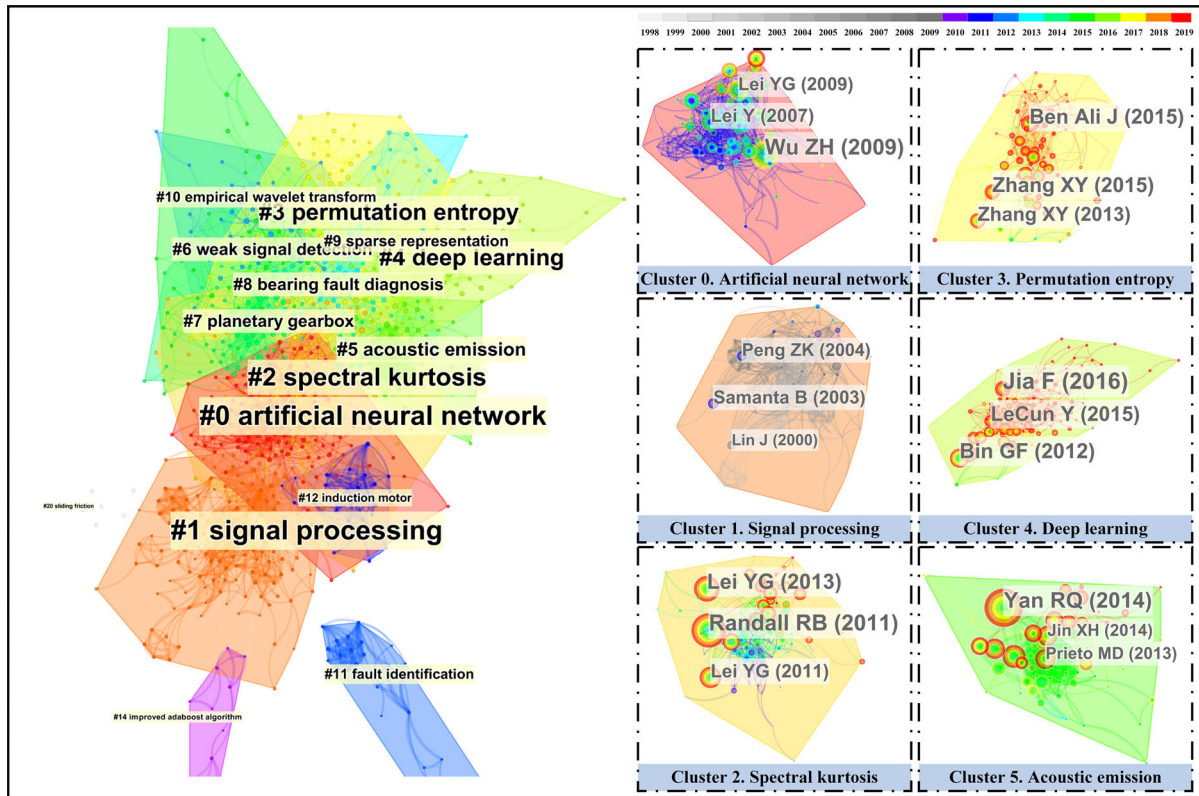 #10 empirical wavelet transform
#3 permutation entropy
#9 sparse representation
#6 weak signal detection
#4 deep learning
#8 bearing fault diagnosis
#7 planetary gearbox
#5 acoustic emission
#2 spectral kurtosis
#0 artificial neural network
#12 induction motor
#20 sliding friction
#1 signal processing
#11 fault identification
#14 improved adaboost algorithm
1998 1999 2000 2001 2002 2003 2004 2005 2006 2007 2008 2009 2010 2011 2012 2013 2014 2015 2016 2017 2018 2019
Lei YG (2009)
Lei Y (2007)
Wu ZH (2009)
Cluster 0. Artificial neural network
Ben Ali J (2015)
Zhang XY (2015)
Zhang XY (2013)
Cluster 3. Permutation entropy
Peng ZK (2004)
Samanta B (2003)
Lin J (2000)
Cluster 1. Signal processing
Jia F (2016)
LeCun Y (2015)
Bin GF (2012)
Cluster 4. Deep learning
Lei YG (2013)
Randall RB (2011)
Lei YG (2011)
Cluster 2. Spectral kurtosis
Yan RQ (2014)
Jin XH (2014)
Prieto MD (2013)
Cluster 5. Acoustic emission